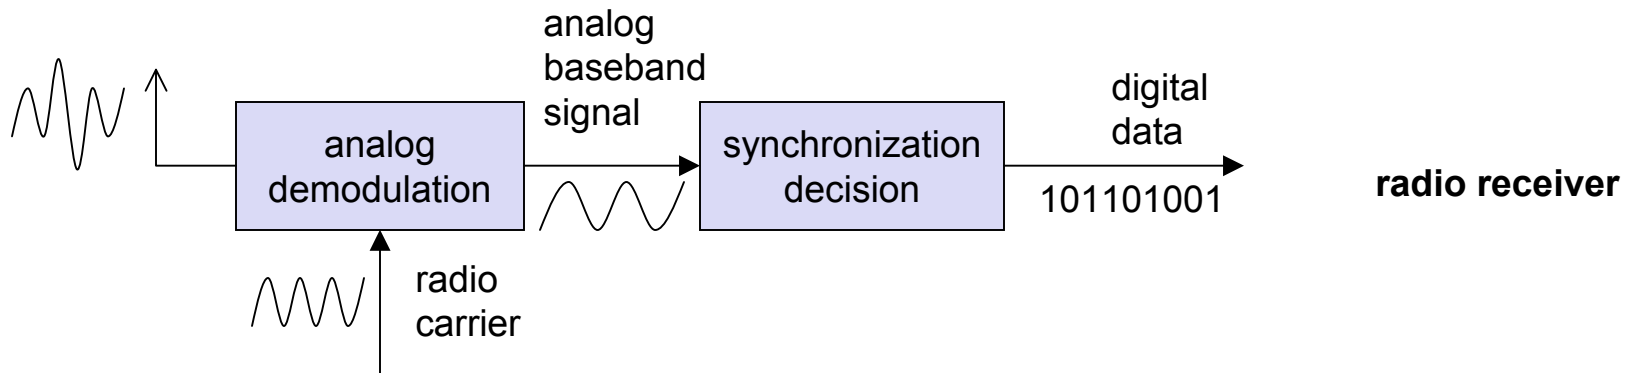 analog
baseband
signal
analog
demodulation
synchronization
decision
digital
data
101101001
radio receiver
radio
carrier